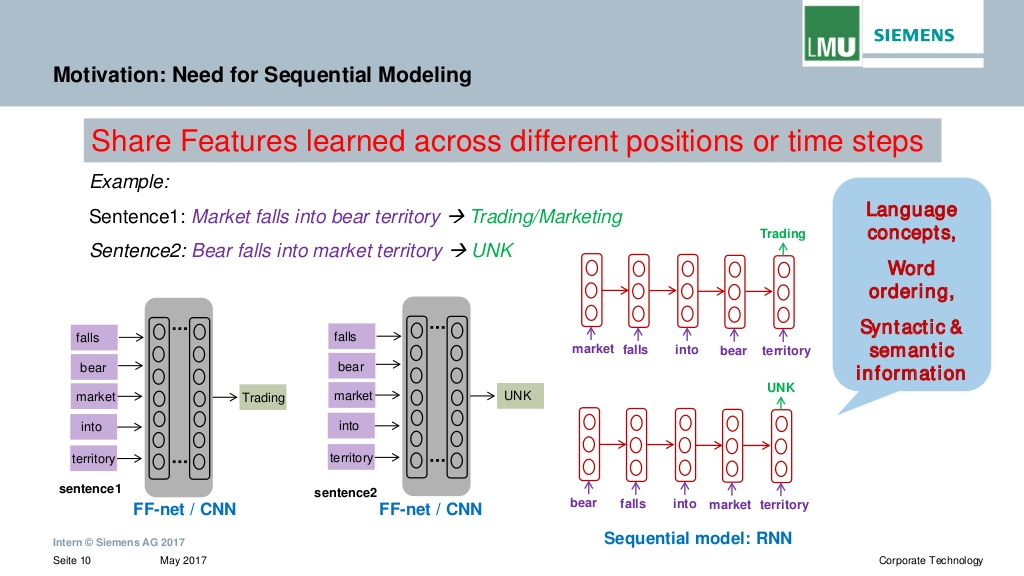 LMU
SIEMENS
Motivation: Need for Sequential Modeling
Share Features learned across different positions or time steps
Example:
Sentence1: Market falls into bear territory → Trading/Marketing
Sentence2: Bear falls into market territory → UNK
Language
concepts,
Word
ordering,
Syntactic &
semantic
information
falls
bear
market
into
territory
...
...
Trading
sentence1
FF-net / CNN
falls
bear
market
into
territory
...
...
UNK
sentence2
FF-net / CNN
Trading
market falls into bear territory
UNK
bear falls into market territory
Sequential model: RNN
Intern © Siemens AG 2017
Seite 10 May 2017 Corporate Technology